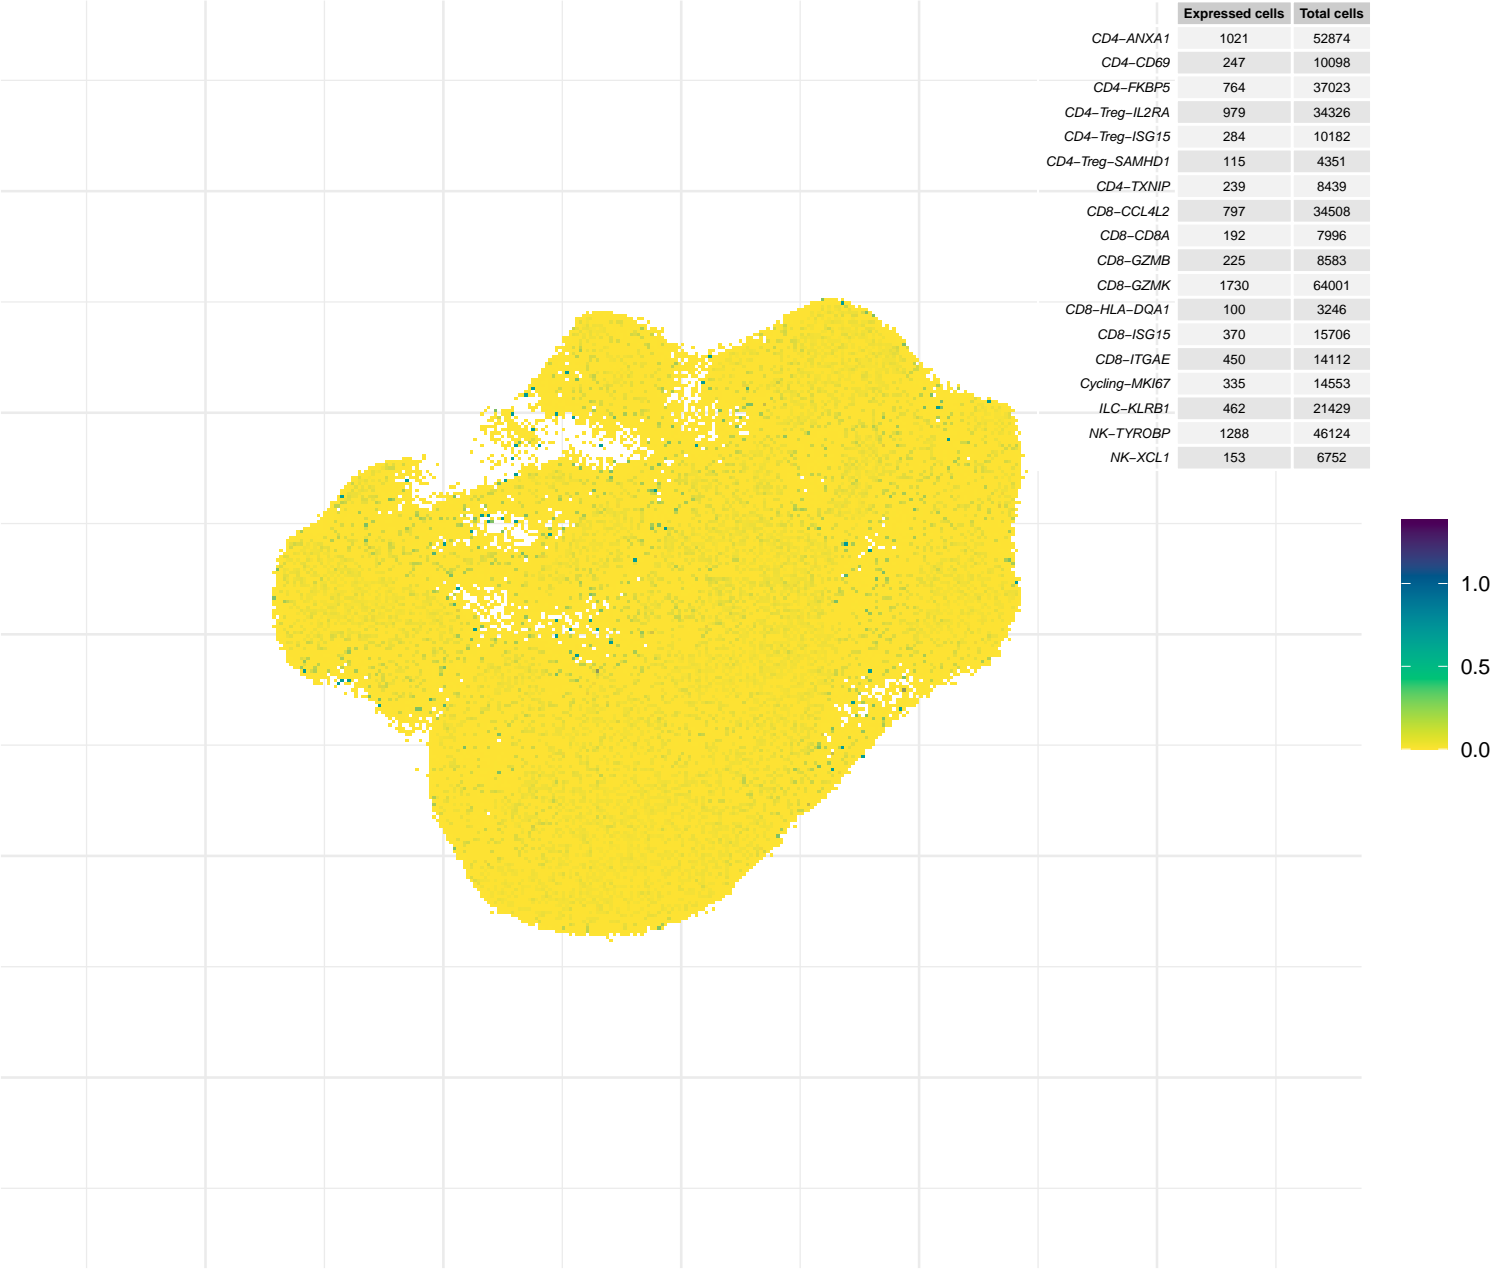 Expressed cells Total cells
CD4−ANXA1 1021 52874
CD4−CD69 247 10098
CD4−FKBP5 764 37023
CD4−Treg−IL2RA 979 34326
CD4−Treg−ISG15 284 10182
CD4−Treg−SAMHD1 115 4351
CD4−TXNIP 239 8439
CD8−CCL4L2 797 34508
CD8−CD8A 192 7996
CD8−GZMB 225 8583
CD8−GZMK 1730 64001
CD8−HLA−DQA1 100 3246
CD8−ISG15 370 15706
CD8−ITGAE 450 14112
Cycling−MKI67 335 14553
ILC−KLRB1 462 21429
NK−TYROBP 1288 46124
NK−XCL1 153 6752
1.0
0.5
0.0